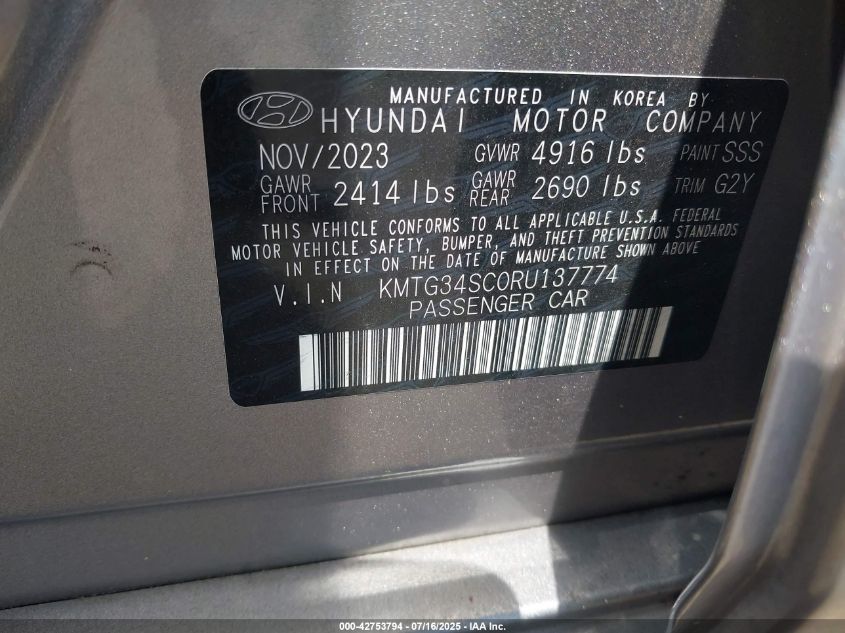 MANUFACTURED IN KOREA BY
HYUNDAI MOTOR COMPANY
NOV/2023 GVWR 4916 lbs PAINT SSS
GAWR FRONT 2414 lbs GAWR REAR 2690 lbs TRIM G2Y
THIS VEHICLE CONFORMS TO ALL APPLICABLE U.S.A. FEDERAL
MOTOR VEHICLE SAFETY, BUMPER, AND THEFT PREVENTION STANDARDS
IN EFFECT ON THE DATE OF MANUFACTURE SHOWN ABOVE.
V.I.N KMTG34SC0RU137774
PASSENGER CAR
000-42753794 - 07/16/2025 - IAA Inc.